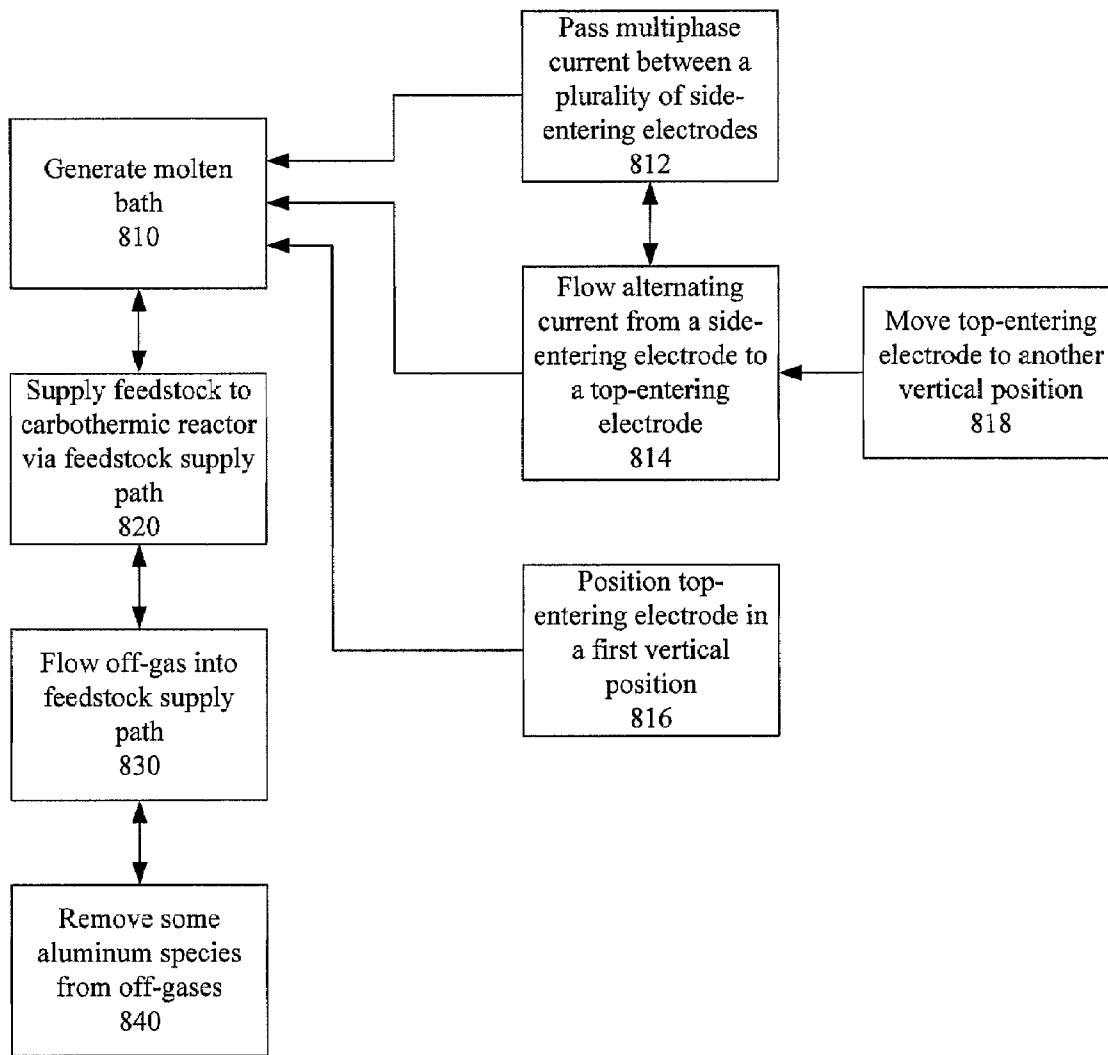 Pass multiphase
current between a
plurality of side-
entering electrodes
812
Generate molten
bath
810
Flow alternating
current from a side-
entering electrode to
a top-entering
electrode
814
Move top-entering
electrode to another
vertical position
818
Supply feedstock to
carbothermic reactor
via feedstock supply
path
820
Position top-
entering electrode in
a first vertical
position
816
Flow off-gas into
feedstock supply
path
830
Remove some
aluminum species
from off-gases
840